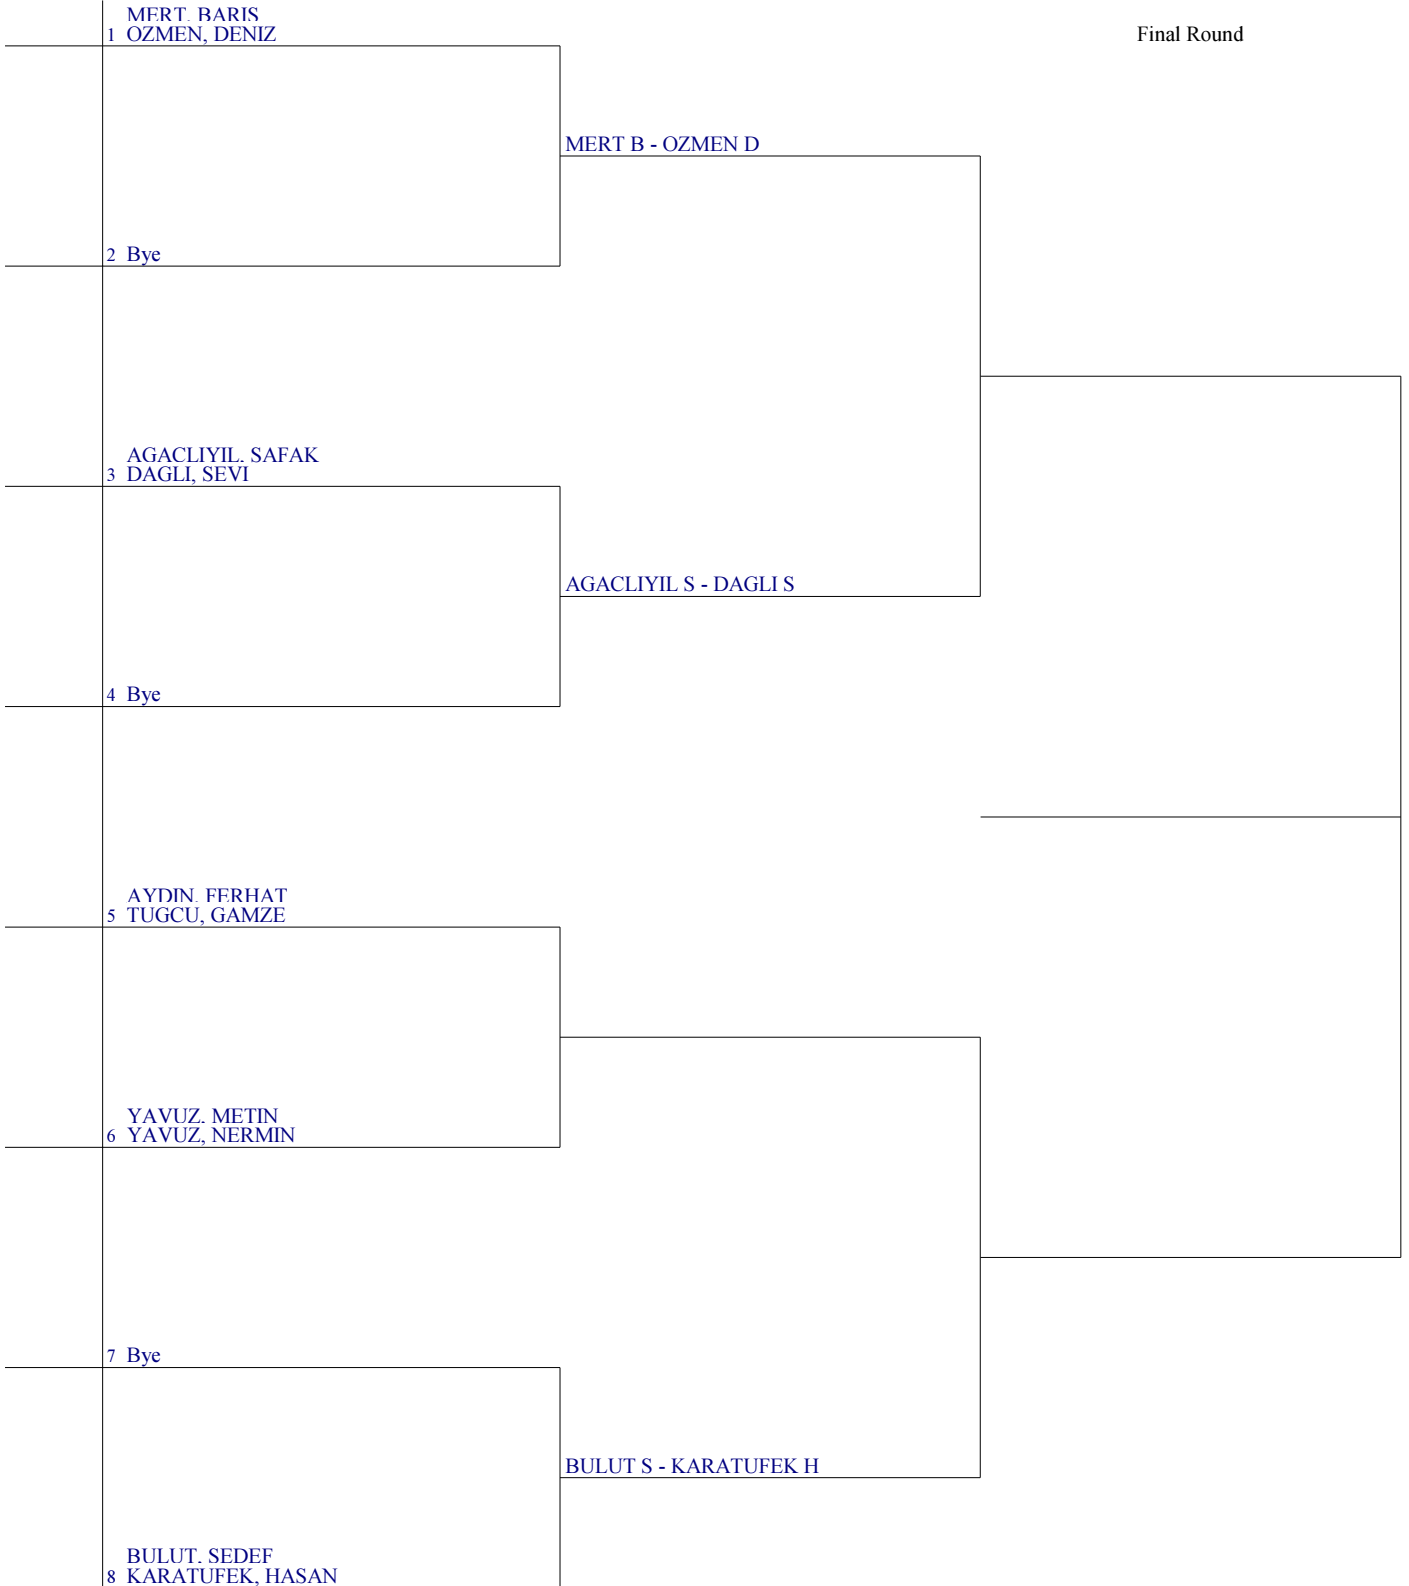 MERT, BARIS
1 OZMEN, DENIZ
Final Round
MERT B - OZMEN D
2 Bye
AGACLIYIL, SAFAK
3 DAGLI, SEVI
AGACLIYIL S - DAGLI S
4 Bye
AYDIN, FERHAT
5 TUGCU, GAMZE
YAVUZ, METIN
6 YAVUZ, NERMIN
7 Bye
BULUT S - KARATUFEK H
BULUT, SEDEF
8 KARATUFEK, HASAN